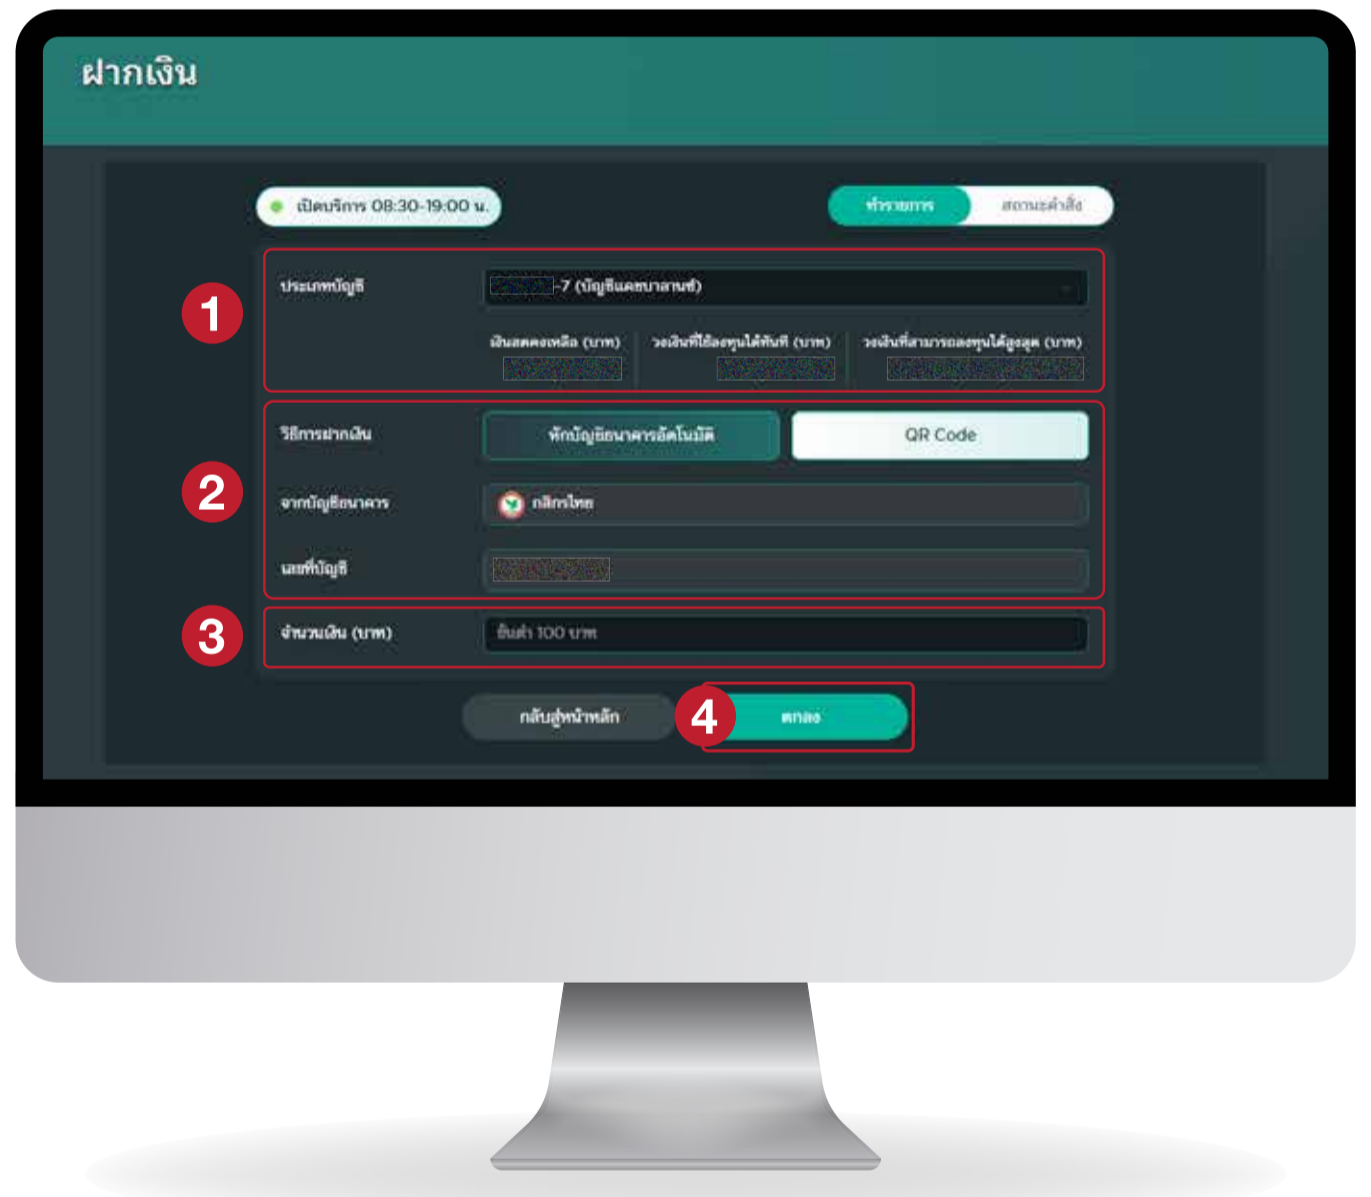 ฝากเงิน
เปิดบริการ 08:30-19:00 น.
ทำรายการ สถานะคำสั่ง
1
ประเภทบัญชี -7 (บัญชีแคชบาลานซ์)
เงินสดคงเหลือ (บาท) วงเงินที่ใช้ลงทุนได้ทันที (บาท) วงเงินที่สามารถลงทุนได้สูงสุด (บาท)
วิธีการฝากเงิน หักบัญชีธนาคารอัตโนมัติ QR Code
2
จากบัญชีธนาคาร กสิกรไทย
เลขที่บัญชี
3
จำนวนเงิน (บาท) ขั้นต่ำ 100 บาท
กลับสู่หน้าหลัก 4 ตกลง